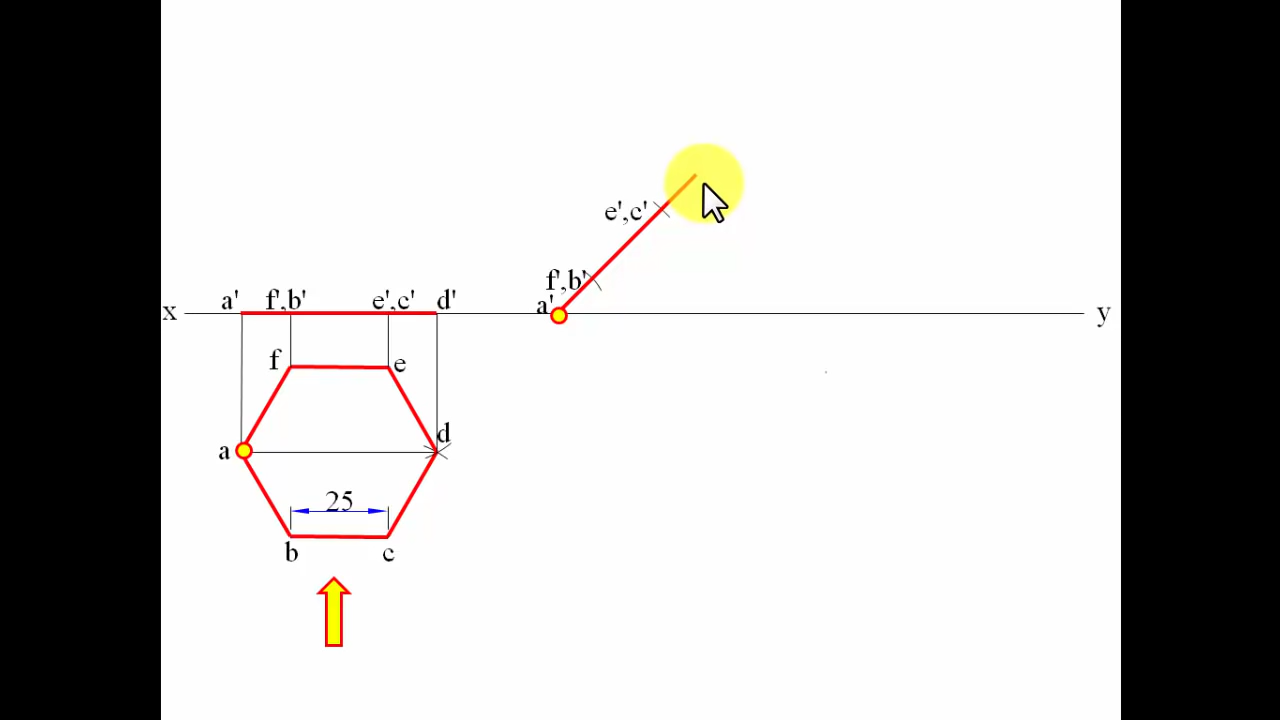 e',c'
f',b'
a' f',b' e',c' d' a'
x y
f e
d
a
25
b c